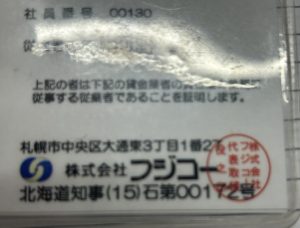 社員番号 00130
従
上記の者は下記の貸金業者の
従事する従業者であることを証明します。
札幌市中央区大通東3丁目1番2
株式会社フジコー
北海道知事(15)石第00172号